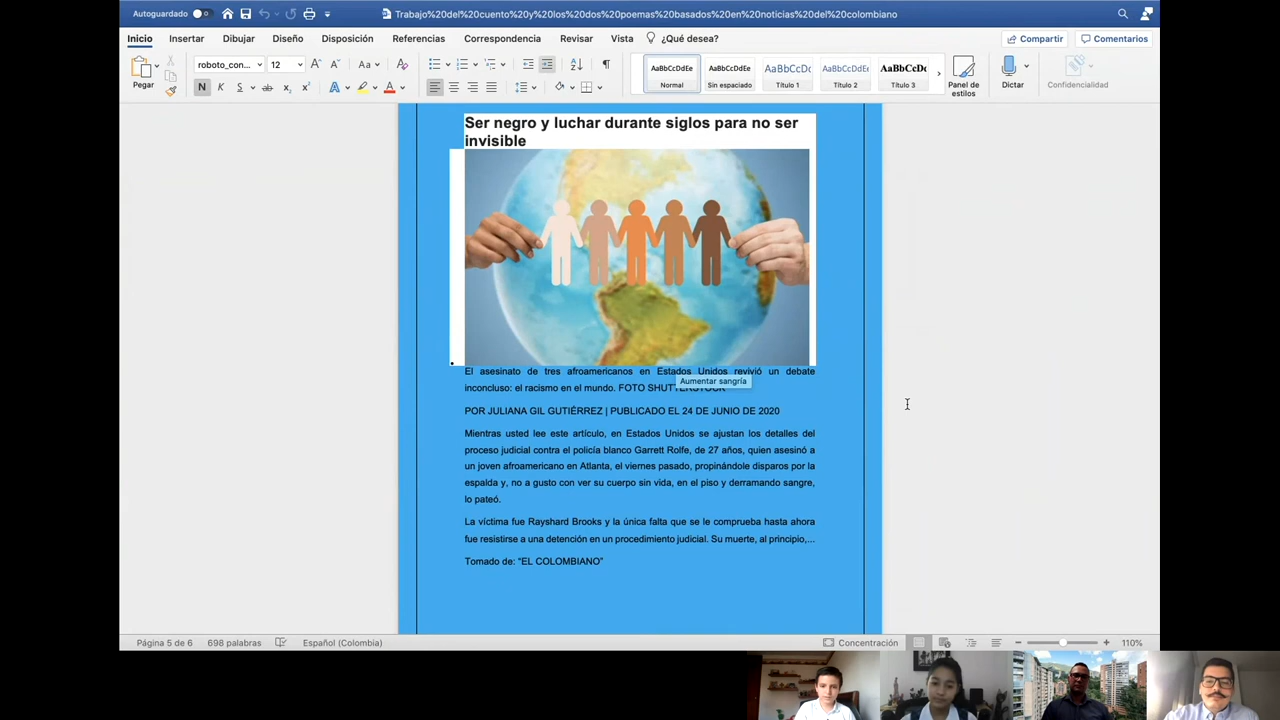 Autoguardado
Trabajo%20del%20cuento%20y%20los%20dos%20poemas%20basados%20en%20noticias%20del%20colombiano
Inicio Insertar Dibujar Diseño Disposición Referencias Correspondencia Revisar Vista ¿Qué desea? Compartir Comentarios
Pegar
roboto_con... 12
N K S ab x₂ x²
AaBbCcDdEe AaBbCcDdEe AaBbCcDc AaBbCcDdEe AaBbCcDc
Normal Sin espaciado Título 1 Título 2 Título 3
Panel de estilos
Dictar
Confidencialidad
Ser negro y luchar durante siglos para no ser
invisible
El asesinato de tres afroamericanos en Estados Unidos revivió un debate
inconcluso: el racismo en el mundo. FOTO SHUTTERSTOCK
Aumentar sangría
POR JULIANA GIL GUTIÉRREZ | PUBLICADO EL 24 DE JUNIO DE 2020
Mientras usted lee este artículo, en Estados Unidos se ajustan los detalles del
proceso judicial contra el policía blanco Garrett Rolfe, de 27 años, quien asesinó a
un joven afroamericano en Atlanta, el viernes pasado, propinándole disparos por la
espalda y, no a gusto con ver su cuerpo sin vida, en el piso y derramando sangre,
lo pateó.
La víctima fue Rayshard Brooks y la única falta que se le comprueba hasta ahora
fue resistirse a una detención en un procedimiento judicial. Su muerte, al principio,...
Tomado de: “EL COLOMBIANO”
Página 5 de 6 698 palabras Español (Colombia) Concentración 110%